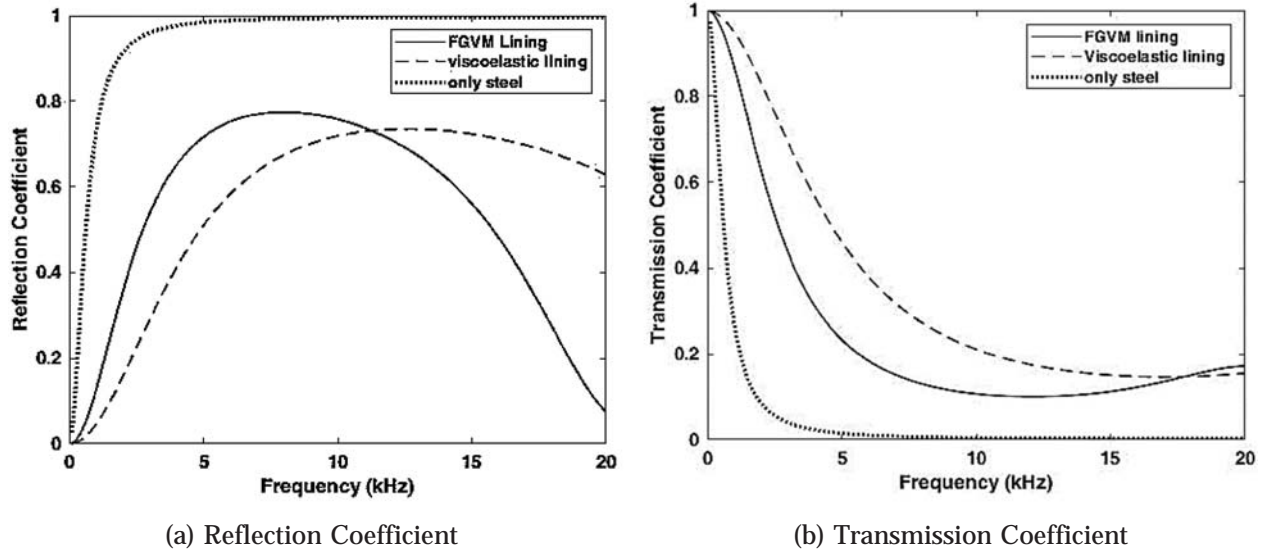 1
0.8
0.6
0.4
0.2
0
Reflection Coefficient
FGVM Lining
viscoelastic lining
only steel
0 5 10 15 20
Frequency (kHz)
(a) Reflection Coefficient
1
0.8
0.6
0.4
0.2
0
Transmission Coefficient
FGVM lining
Viscoelastic lining
only steel
0 5 10 15 20
Frequency (kHz)
(b) Transmission Coefficient